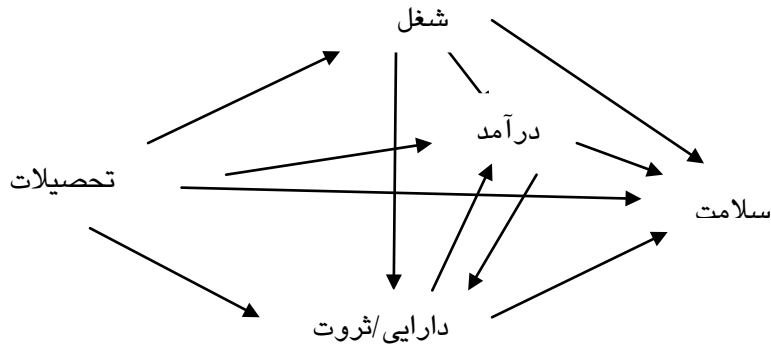 شغل
درآمد
تحصیلات
سلامت
دارایی/ثروت